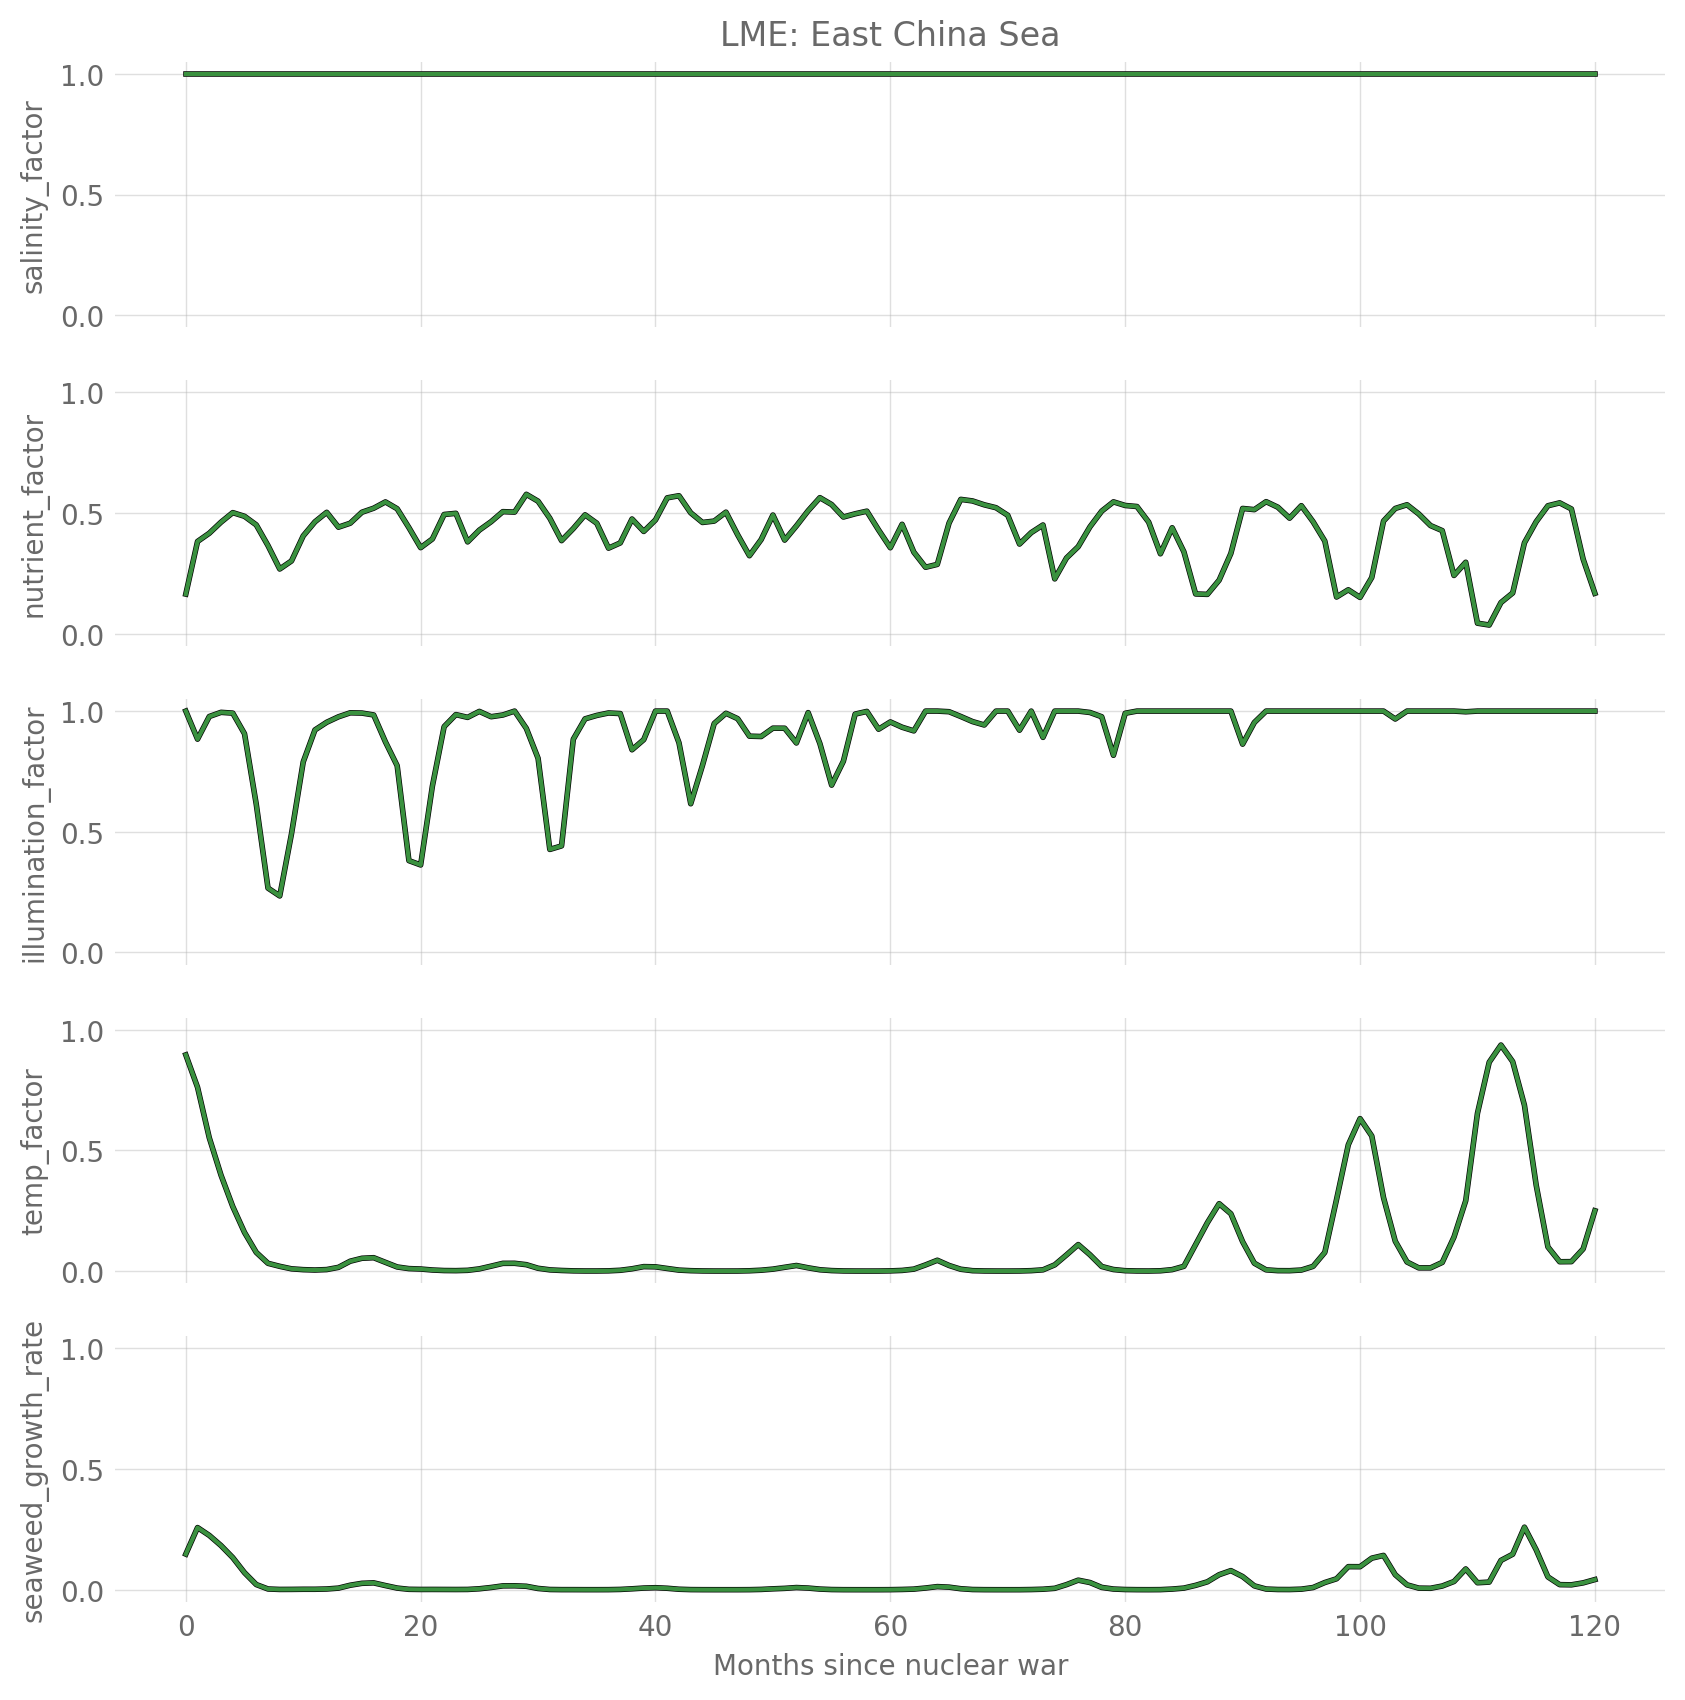 LME: East China Sea
1.0
0.5
0.0
salinity_factor
1.0
0.5
0.0
nutrient_factor
1.0
0.5
0.0
illumination_factor
1.0
0.5
0.0
temp_factor
1.0
0.5
0.0
seaweed_growth_rate
0 20 40 60 80 100 120
Months since nuclear war